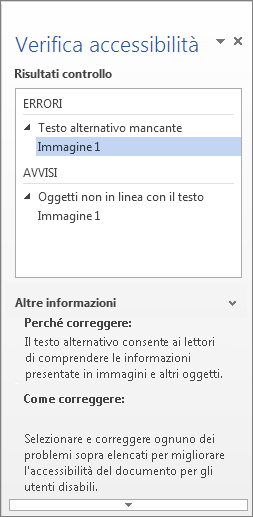 Verifica accessibilità
Risultati controllo
ERRORI
Testo alternativo mancante
Immagine 1
AVVISI
Oggetti non in linea con il testo
Immagine 1
Altre informazioni
Perché correggere:
Il testo alternativo consente ai lettori
di comprendere le informazioni
presentate in immagini e altri oggetti.
Come correggere:
Selezionare e correggere ognuno dei
problemi sopra elencati per migliorare
l'accessibilità del documento per gli
utenti disabili.